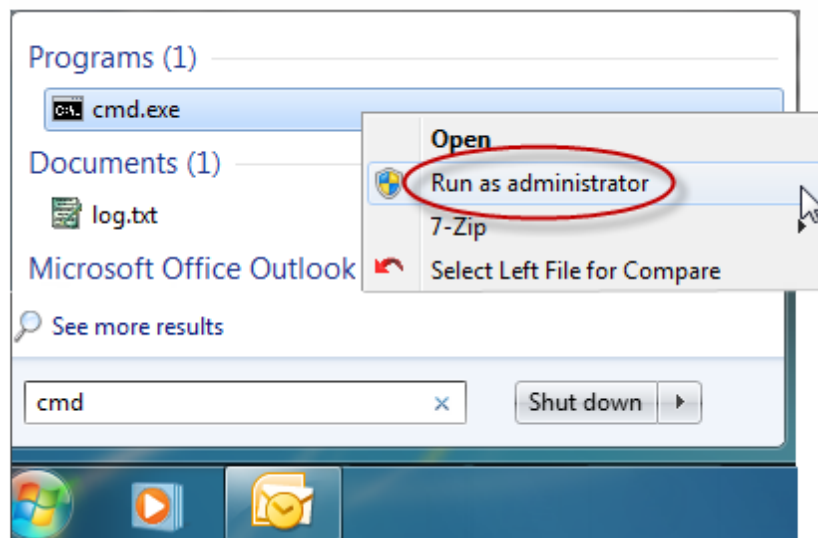 Programs (1)
C:\.
cmd.exe
Open
Documents (1)
Run as administrator
log.txt
7-Zip
Microsoft Office Outlook
Select Left File for Compare
See more results
cmd
Shut down